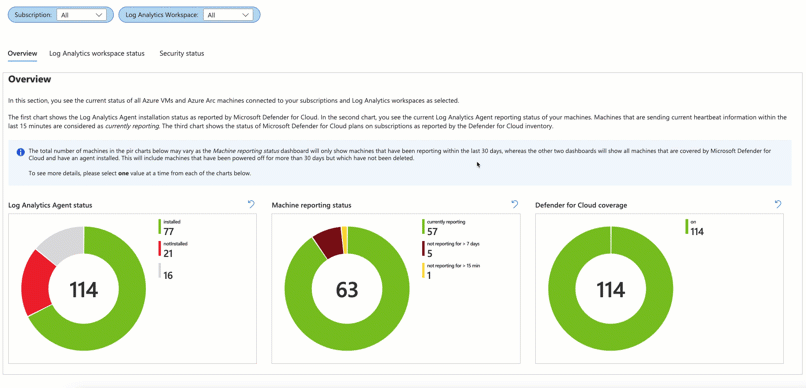 Subscription: All
Log Analytics Workspace: All
Overview Log Analytics workspace status Security status
Overview
In this section, you see the current status of all Azure VMs and Azure Arc machines connected to your subscriptions and Log Analytics workspaces as selected.
The first chart shows the Log Analytics Agent installation status as reported by Microsoft Defender for Cloud. In the second chart, you see the current Log Analytics Agent reporting status of your machines. Machines that are sending current heartbeat information within the
last 15 minutes are considered as currently reporting. The third chart shows the status of Microsoft Defender for Cloud plans on subscriptions as reported by the Defender for Cloud inventory.
The total number of machines in the pir charts below may vary as the Machine reporting status dashboard will only show machines that have been reporting within the last 30 days, whereas the other two dashboards will show all machines that are covered by Microsoft Defender for
Cloud and have an agent installed. This will include machines that have been powered off for more than 30 days but which have not been deleted.
To see more details, please select one value at a time from each of the charts below.
Log Analytics Agent status
installed
77
notInstalled
21
16
114
Machine reporting status
currently reporting
57
not reporting for > 7 days
5
not reporting for > 15 min
1
63
Defender for Cloud coverage
on
114
114